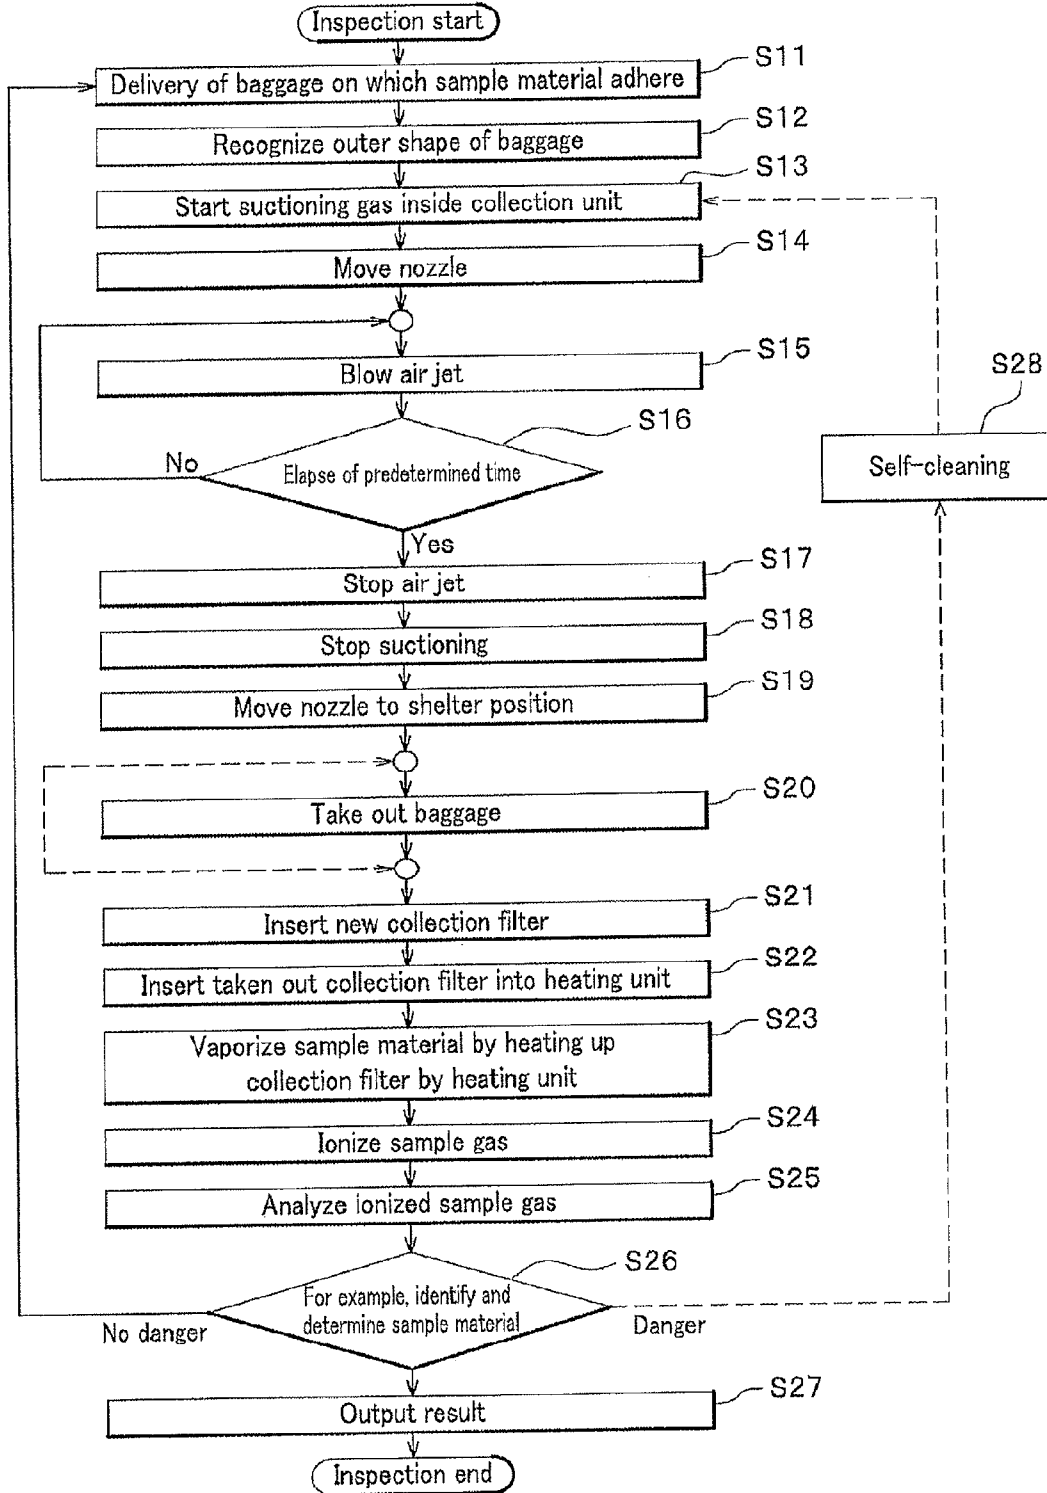 Inspection start
S11
Delivery of baggage on which sample material adhere
S12
Recognize outer shape of baggage
S13
Start suctioning gas inside collection unit
S14
Move nozzle
S15
Blow air jet
S28
Self-cleaning
S16
No
Elapse of predetermined time
Yes
S17
Stop air jet
S18
Stop suctioning
S19
Move nozzle to shelter position
S20
Take out baggage
S21
Insert new collection filter
S22
Insert taken out collection filter into heating unit
S23
Vaporize sample material by heating up
collection filter by heating unit
S24
Ionize sample gas
S25
Analyze ionized sample gas
S26
For example, identify and
determine sample material
No danger
Danger
S27
Output result
Inspection end